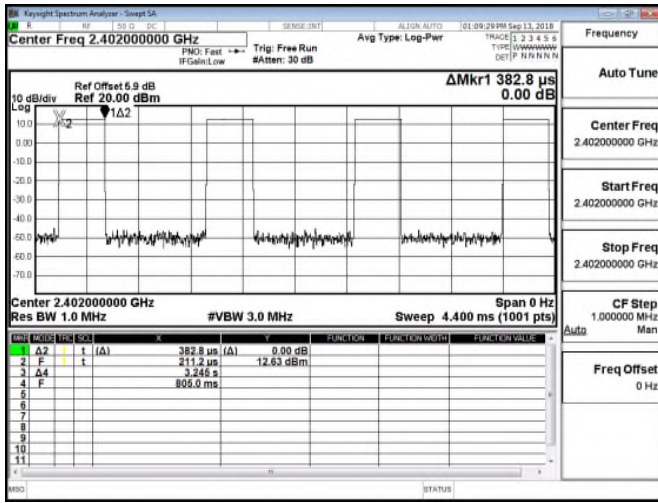 Keysight Spectrum Analyzer - Swept SA
R RF 50 Ω DC SENSE:INT ALIGN AUTO 01:09:29 PM Sep 13, 2018
Center Freq 2.402000000 GHz
PNO: Fast
IFGain:Low
Trig: Free Run
#Atten: 30 dB
Avg Type: Log-Pwr
TRACE 1 2 3 4 5 6
TYPE WWWWWW
DET P N N N N N
Ref Offset 6.9 dB
Ref 20.00 dBm
10 dB/div
Log
ΔMkr1 382.8 µs
0.00 dB
X2
1Δ2
10.0
0.00
-10.0
-20.0
-30.0
-40.0
-50.0
-60.0
-70.0
Center 2.402000000 GHz
Span 0 Hz
Res BW 1.0 MHz
#VBW 3.0 MHz
Sweep 4.400 ms (1001 pts)
MKR MODE TRC SCL X Y FUNCTION FUNCTION WIDTH FUNCTION VALUE
1 Δ2 1 t (Δ) 382.8 µs (Δ) 0.00 dB
2 F 1 t 211.2 µs 12.63 dBm
3 Δ4 3.245 s
4 F 805.0 ms
5
6
7
8
9
10
11
MSG
STATUS
Frequency
Auto Tune
Center Freq
2.402000000 GHz
Start Freq
2.402000000 GHz
Stop Freq
2.402000000 GHz
CF Step
1.000000 MHz
Auto Man
Freq Offset
0 Hz